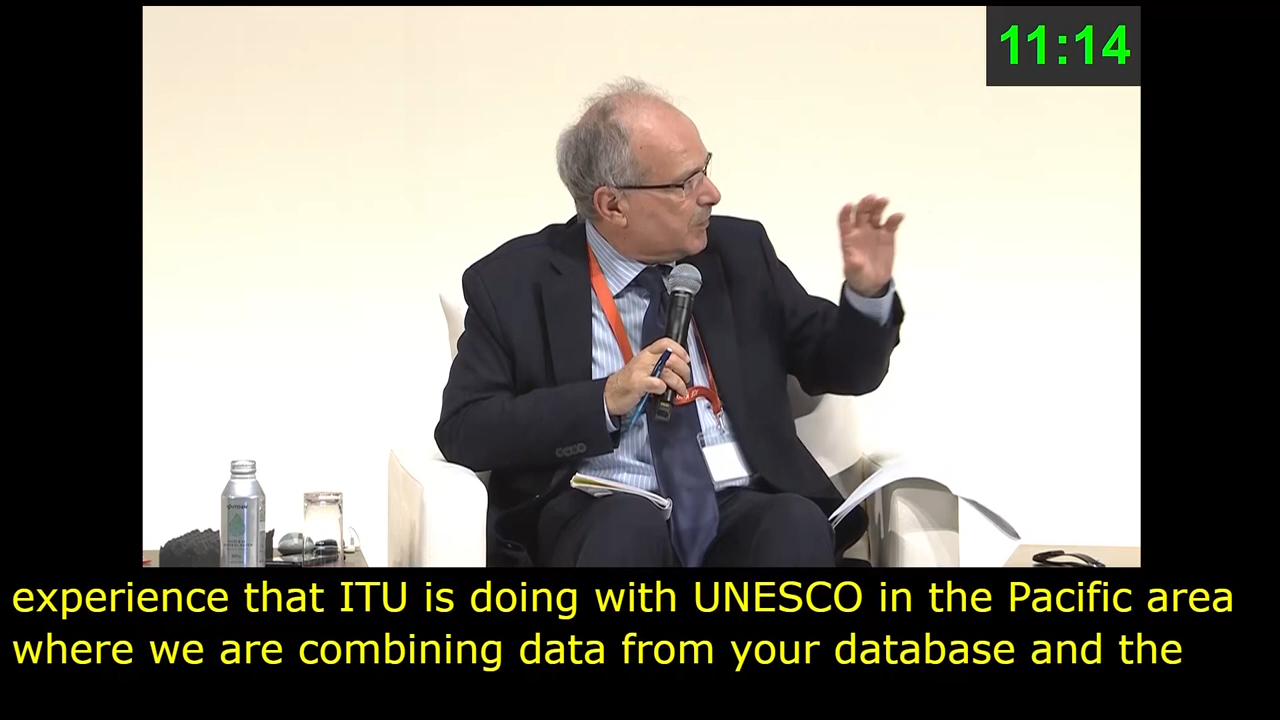 11:14
experience that ITU is doing with UNESCO in the Pacific area
where we are combining data from your database and the